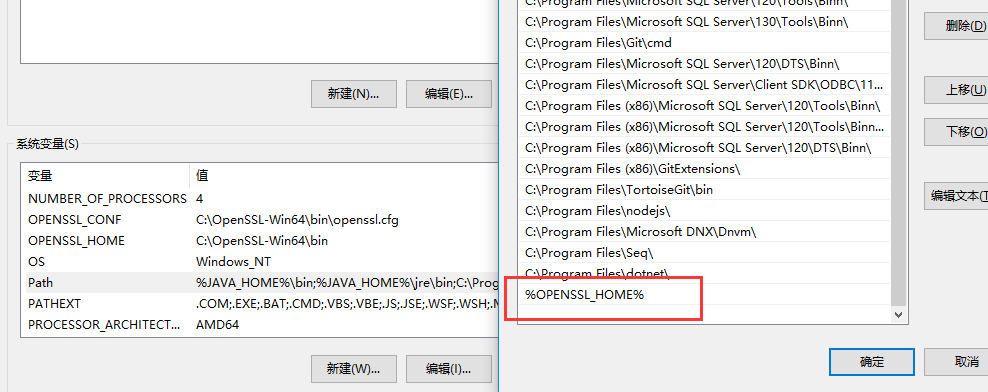 新建(N)...
编辑(E)...
系统变量(S)
变量
值
NUMBER_OF_PROCESSORS
4
OPENSSL_CONF
C:\OpenSSL-Win64\bin\openssl.cfg
OPENSSL_HOME
C:\OpenSSL-Win64\bin
OS
Windows_NT
Path
%JAVA_HOME%\bin;%JAVA_HOME%\jre\bin;C:\Prog
PATHEXT
.COM;.EXE;.BAT;.CMD;.VBS;.VBE;.JS;.JSE;.WSF;.WSH;.M
PROCESSOR_ARCHITECT...
AMD64
新建(W)...
编辑(I)...
C:\Program Files\Microsoft SQL Server\120\Tools\Binn\
C:\Program Files\Microsoft SQL Server\130\Tools\Binn\
C:\Program Files\Git\cmd
C:\Program Files\Microsoft SQL Server\120\DTS\Binn\
C:\Program Files\Microsoft SQL Server\Client SDK\ODBC\11...
C:\Program Files (x86)\Microsoft SQL Server\120\Tools\Binn\
C:\Program Files (x86)\Microsoft SQL Server\120\Tools\Binn...
C:\Program Files (x86)\Microsoft SQL Server\120\DTS\Binn\
C:\Program Files (x86)\GitExtensions\
C:\Program Files\TortoiseGit\bin
C:\Program Files\nodejs\
C:\Program Files\Microsoft DNX\Dnvm\
C:\Program Files\Seq\
C:\Program Files\dotnet\
%OPENSSL_HOME%
删除(D)
上移(U)
下移(O)
编辑文本(T
确定
取消